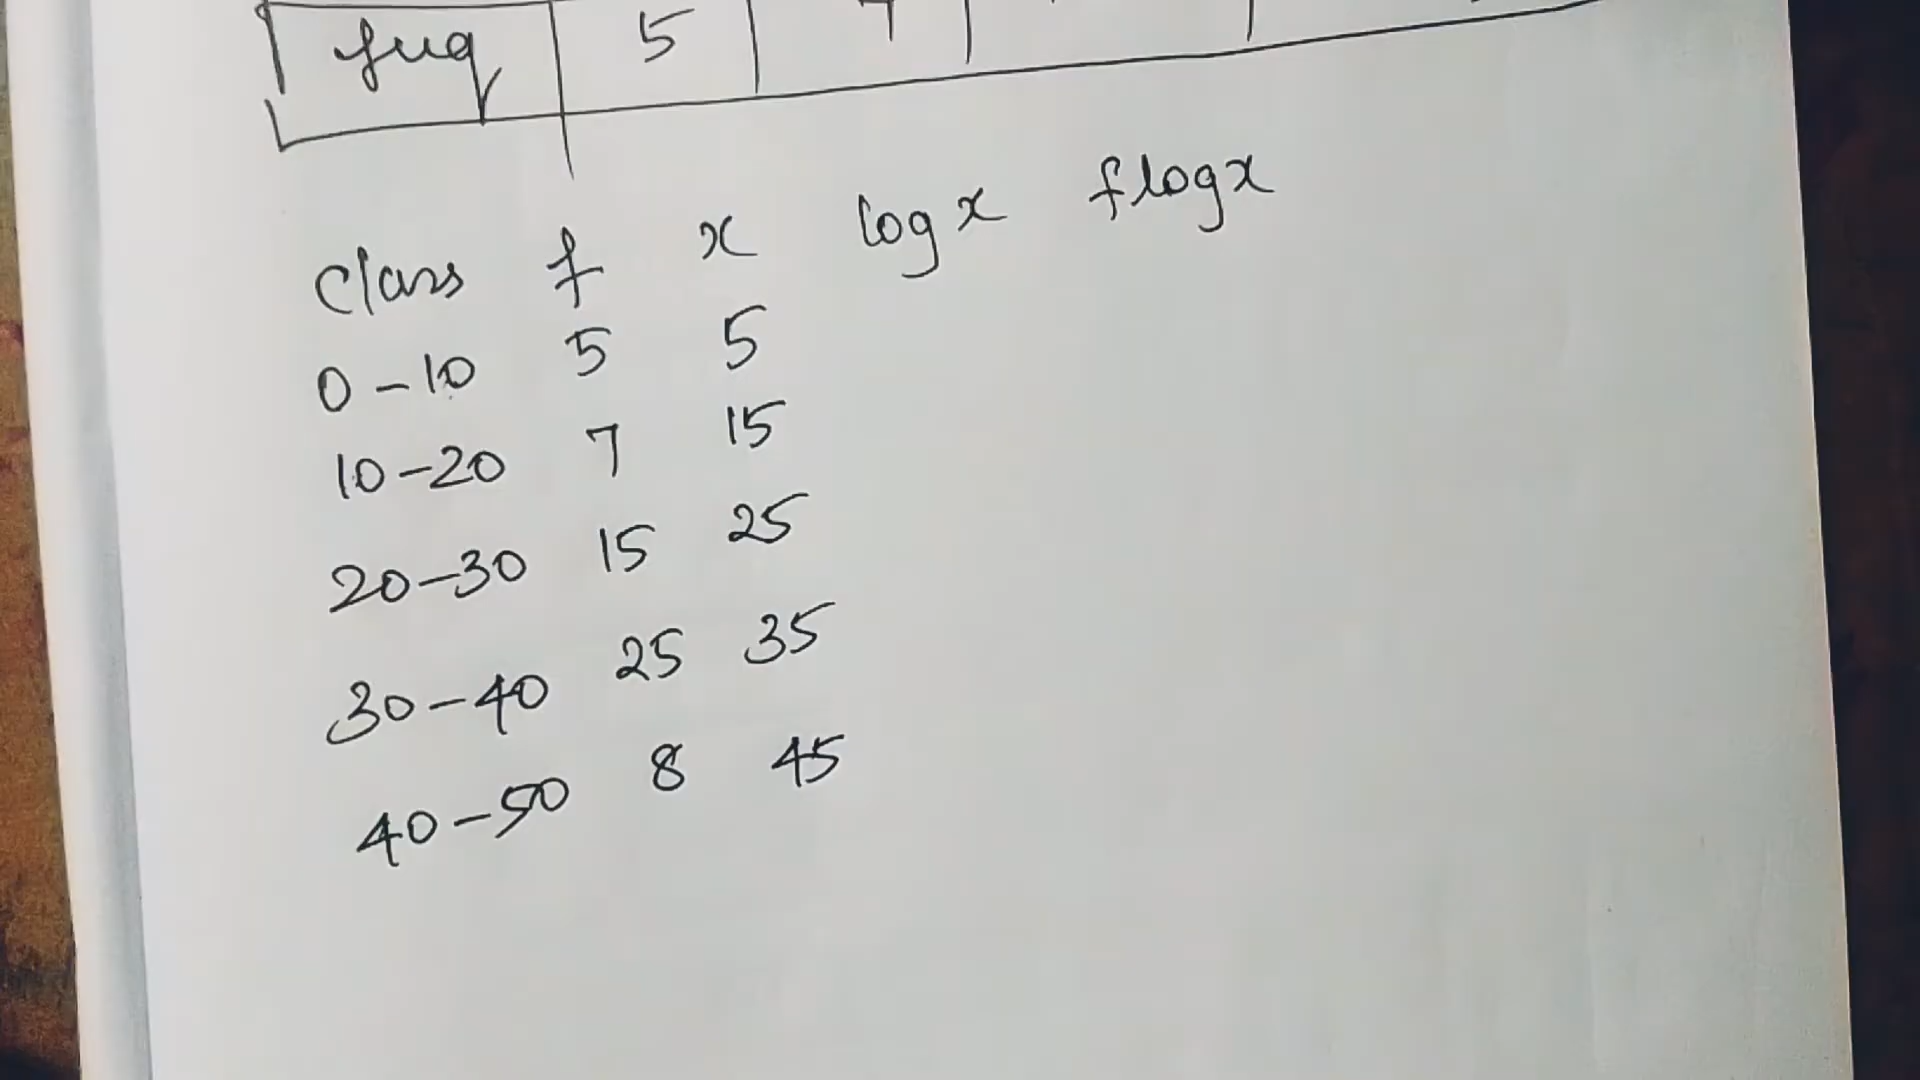 freq 5 7
Class f x log x f log x
0-10 5 5
10-20 7 15
20-30 15 25
30-40 25 35
40-50 8 45